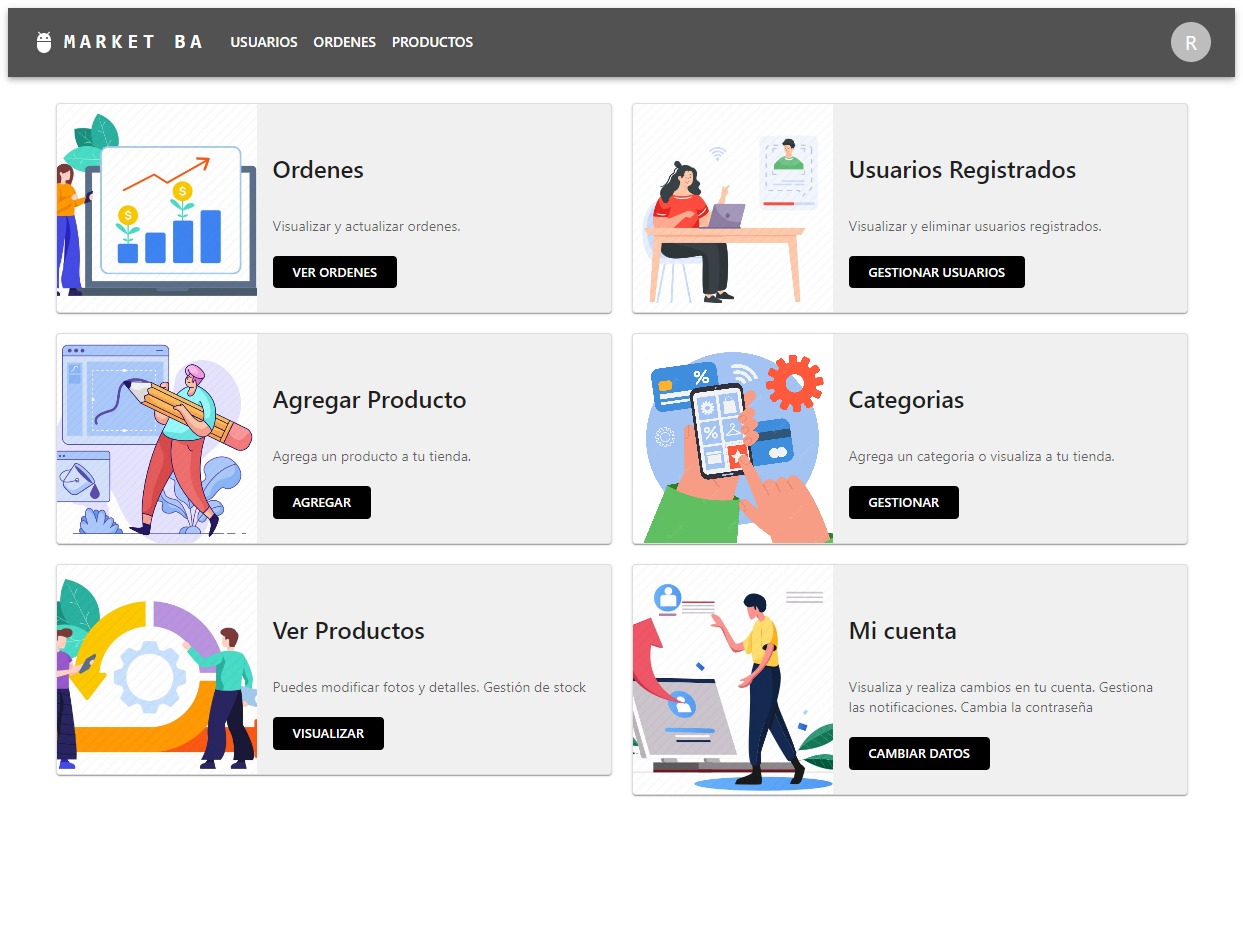 MARKET BA USUARIOS ORDENES PRODUCTOS R
Ordenes
Visualizar y actualizar ordenes.
VER ORDENES
Usuarios Registrados
Visualizar y eliminar usuarios registrados.
GESTIONAR USUARIOS
Agregar Producto
Agrega un producto a tu tienda.
AGREGAR
Categorias
Agrega un categoria o visualiza a tu tienda.
GESTIONAR
Ver Productos
Puedes modificar fotos y detalles. Gestión de stock
VISUALIZAR
Mi cuenta
Visualiza y realiza cambios en tu cuenta. Gestiona
las notificaciones. Cambia la contraseña
CAMBIAR DATOS